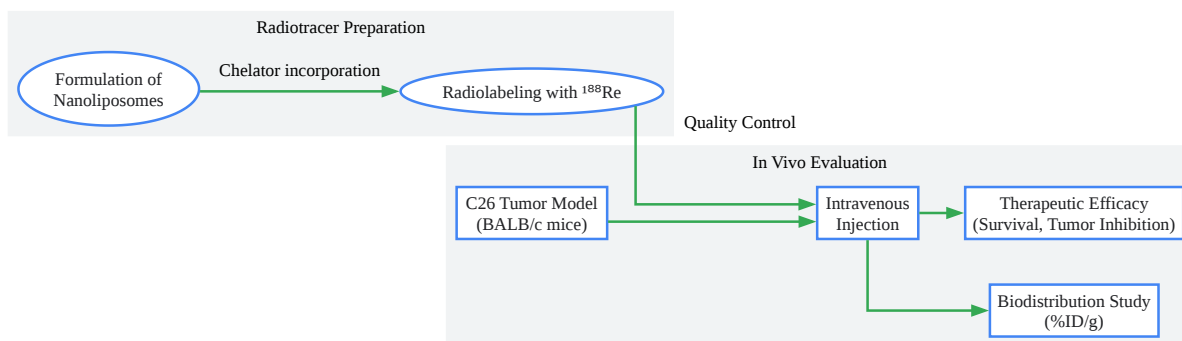 Radiotracer Preparation
Formulation of
Nanoliposomes
Chelator incorporation
Radiolabeling with ¹⁸⁸Re
Quality Control
In Vivo Evaluation
C26 Tumor Model
(BALB/c mice)
Intravenous
Injection
Therapeutic Efficacy
(Survival, Tumor Inhibition)
Biodistribution Study
(%ID/g)